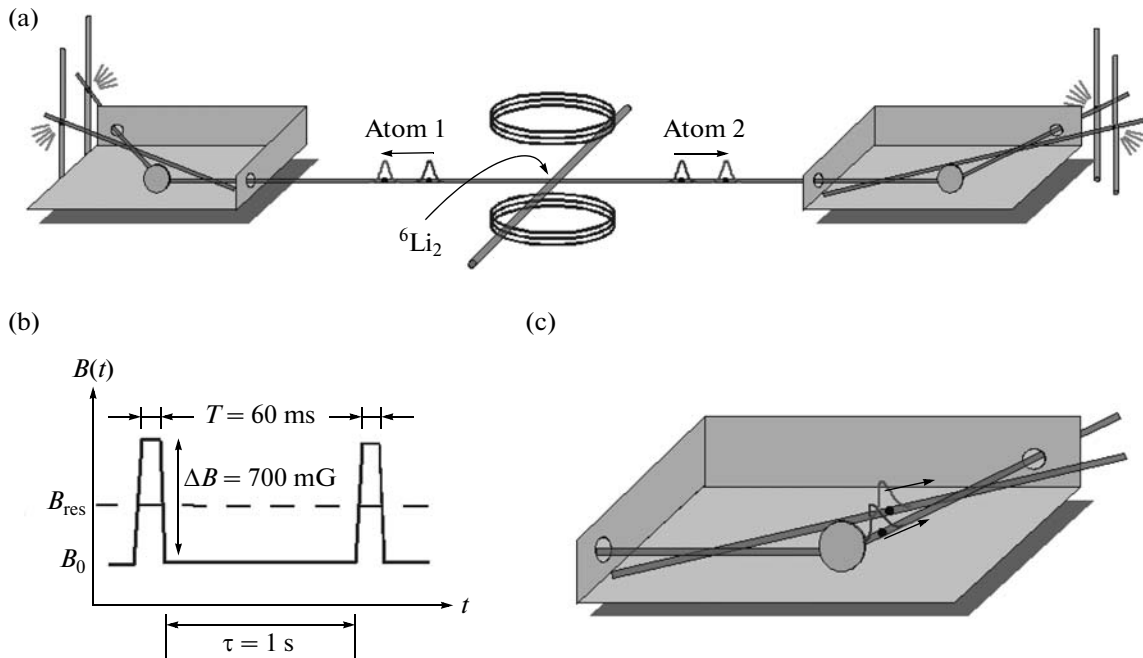 (a)
Atom 1
Atom 2
⁶Li₂
(b)
B(t)
T = 60 ms
ΔB = 700 mG
B_res
B₀
t
τ = 1 s
(c)